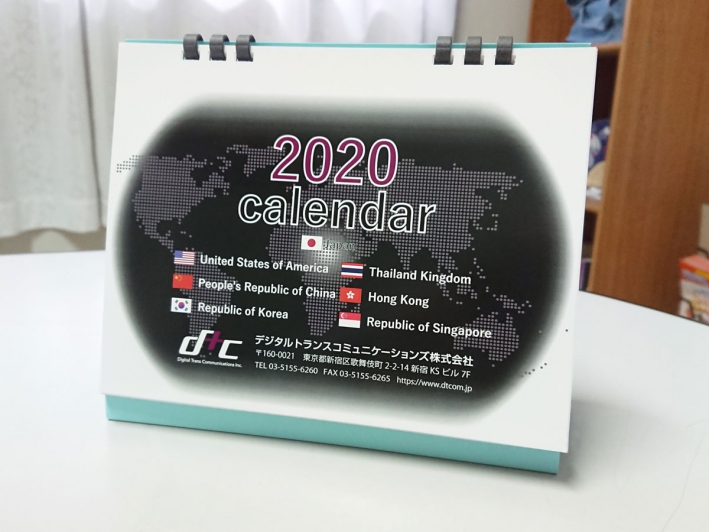 2020
calendar
Japan
United States of America
Thailand Kingdom
People's Republic of China
Hong Kong
Republic of Korea
Republic of Singapore
dtc
Digital Trans Communications Inc.
デジタルトランスコミュニケーションズ株式会社
〒160-0021 東京都新宿区歌舞伎町 2-2-14 新宿 KS ビル 7F
TEL 03-5155-6260 FAX 03-5155-6265 https://www.dtcom.jp